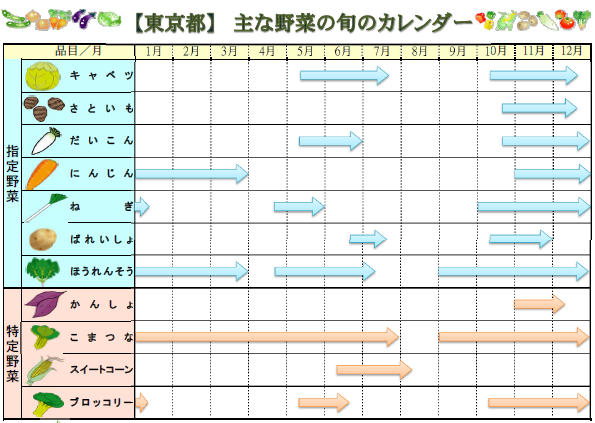 【東京都】 主な野菜の旬のカレンダー
品目／月 1月 2月 3月 4月 5月 6月 7月 8月 9月 10月 11月 12月
指定野菜
キャベツ
さといも
だいこん
にんじん
ねぎ
ばれいしょ
ほうれんそう
特定野菜
かんしょ
こまつな
スイートコーン
ブロッコリー